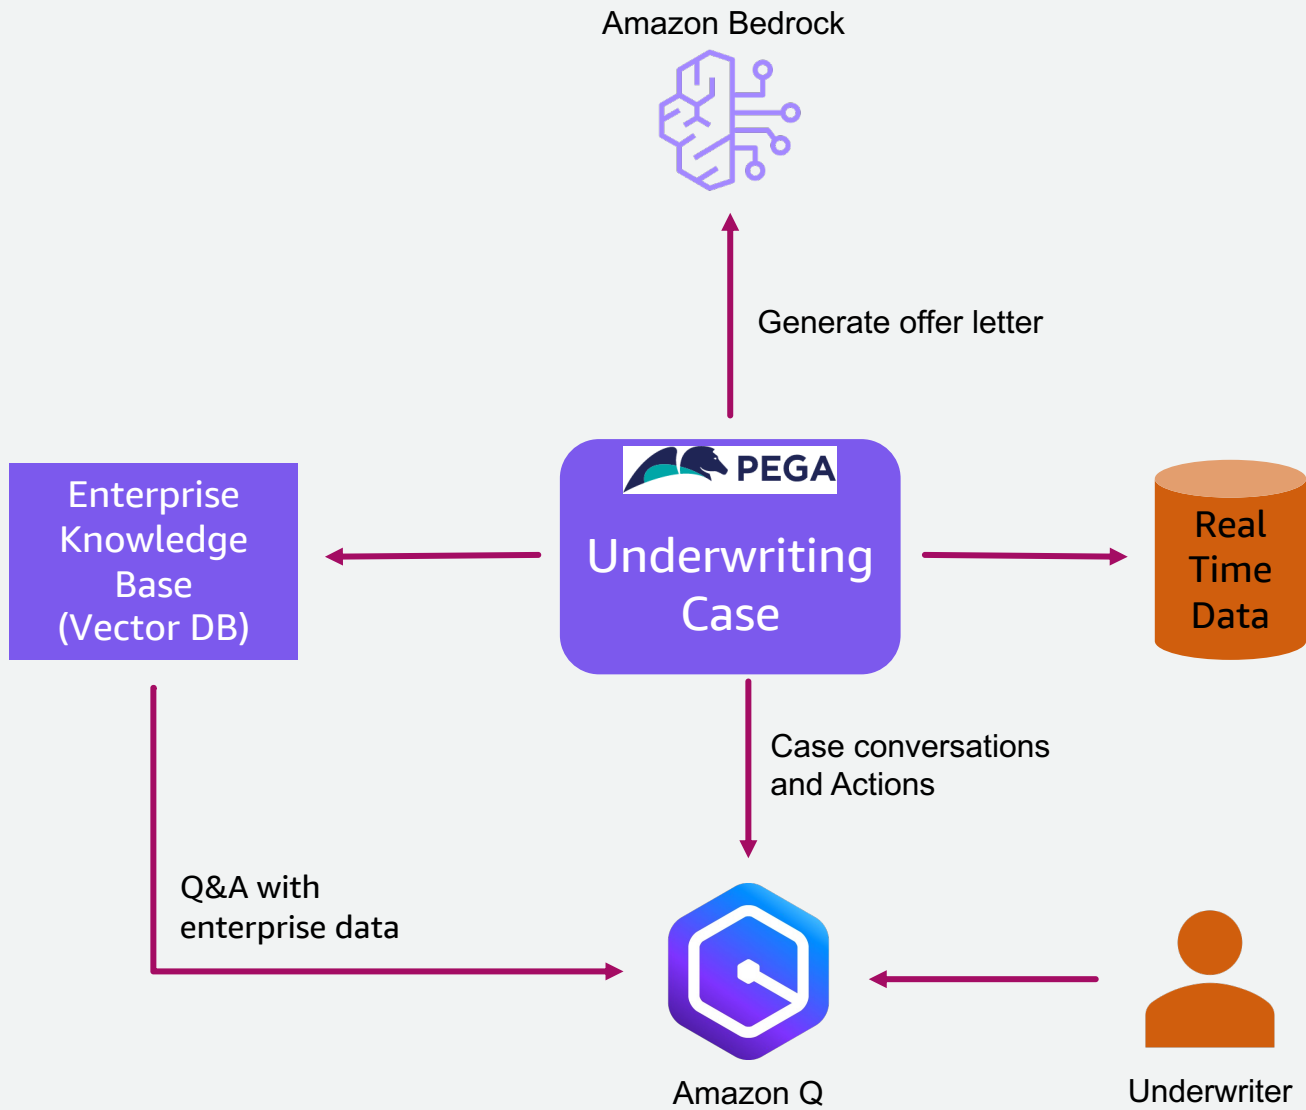 Amazon Bedrock
Generate offer letter
PEGA
Underwriting
Case
Enterprise
Knowledge
Base
(Vector DB)
Real
Time
Data
Case conversations
and Actions
Q&A with
enterprise data
Amazon Q
Underwriter